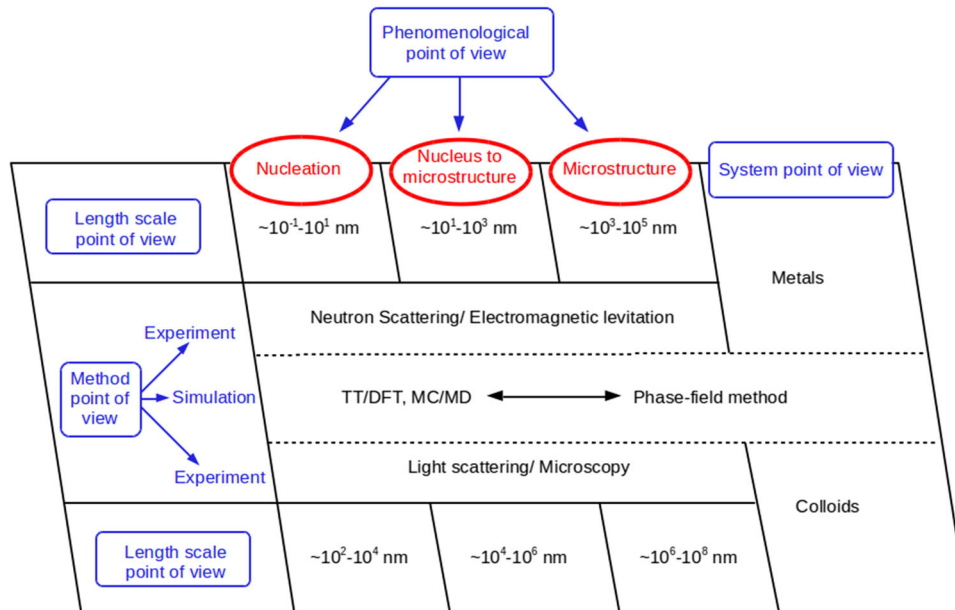 Phenomenological
point of view
Nucleation
Nucleus to
microstructure
Microstructure
System point of view
Length scale
point of view
~10⁻¹-10¹ nm
~10¹-10³ nm
~10³-10⁵ nm
Metals
Neutron Scattering/ Electromagnetic levitation
Experiment
Method
point of
view
Simulation
Experiment
TT/DFT, MC/MD
Phase-field method
Light scattering/ Microscopy
Colloids
Length scale
point of view
~10²-10⁴ nm
~10⁴-10⁶ nm
~10⁶-10⁸ nm